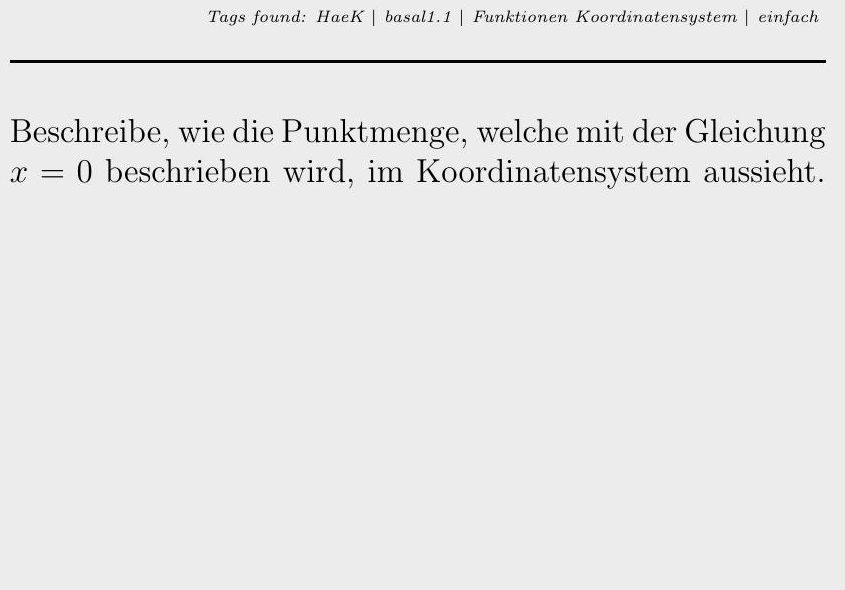 Tags found: HaeK | basal1.1 | Funktionen Koordinatensystem | einfach
Beschreibe, wie die Punktmenge, welche mit der Gleichung
x = 0 beschrieben wird, im Koordinatensystem aussieht.